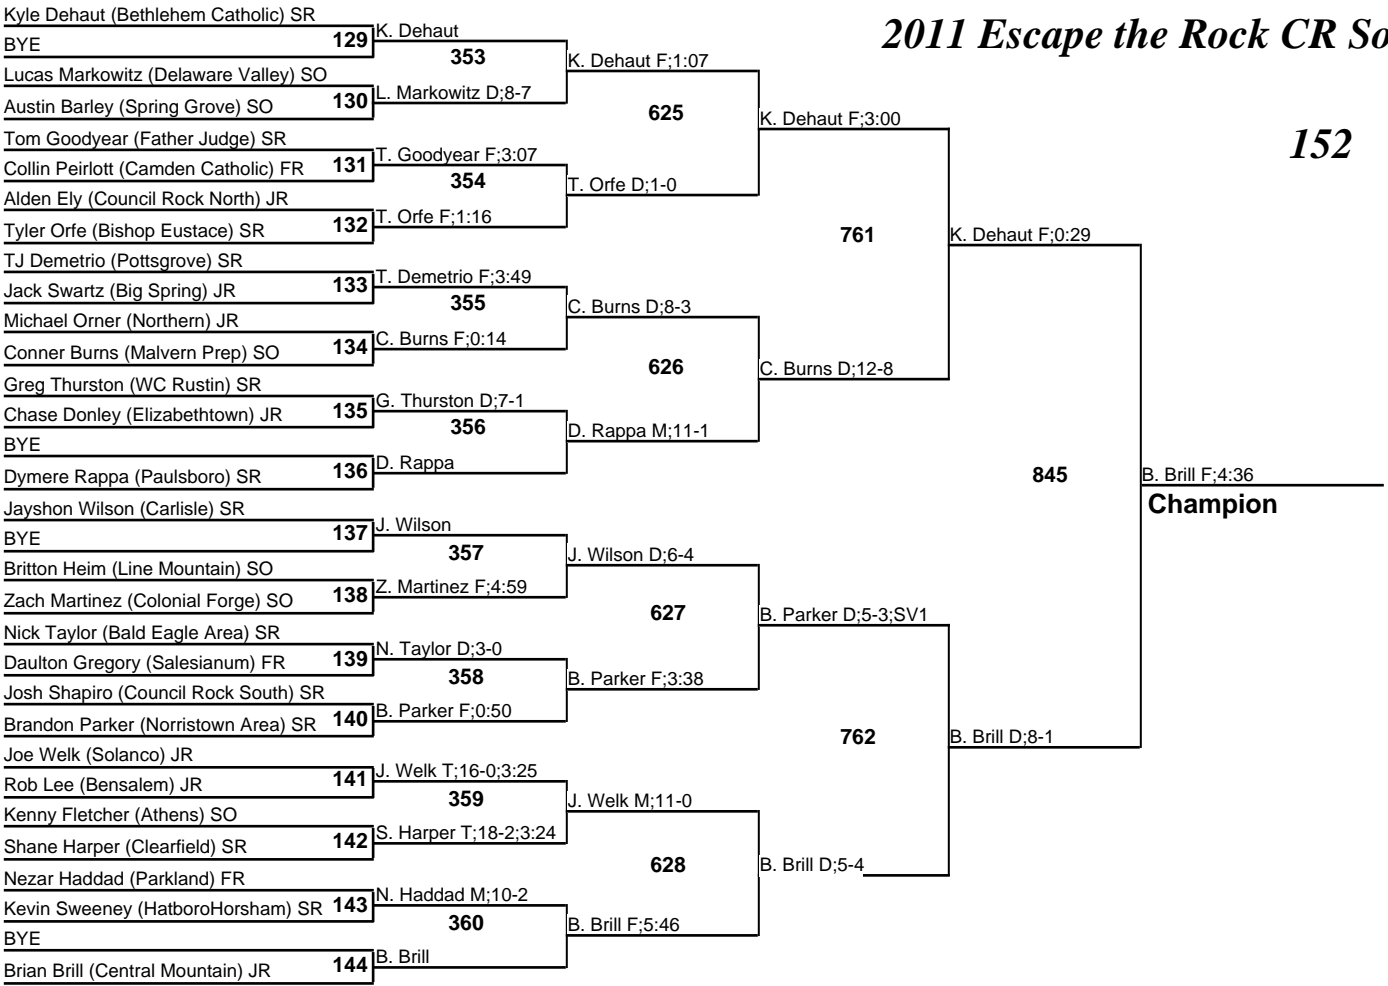 2011 Escape the Rock CR So
152
Kyle Dehaut (Bethlehem Catholic) SR
BYE
129
Lucas Markowitz (Delaware Valley) SO
Austin Barley (Spring Grove) SO
130
Tom Goodyear (Father Judge) SR
Collin Peirlott (Camden Catholic) FR
131
Alden Ely (Council Rock North) JR
Tyler Orfe (Bishop Eustace) SR
132
TJ Demetrio (Pottsgrove) SR
Jack Swartz (Big Spring) JR
133
Michael Orner (Northern) JR
Conner Burns (Malvern Prep) SO
134
Greg Thurston (WC Rustin) SR
Chase Donley (Elizabethtown) JR
135
BYE
Dymere Rappa (Paulsboro) SR
136
Jayshon Wilson (Carlisle) SR
BYE
137
Britton Heim (Line Mountain) SO
Zach Martinez (Colonial Forge) SO
138
Nick Taylor (Bald Eagle Area) SR
Daulton Gregory (Salesianum) FR
139
Josh Shapiro (Council Rock South) SR
Brandon Parker (Norristown Area) SR
140
Joe Welk (Solanco) JR
Rob Lee (Bensalem) JR
141
Kenny Fletcher (Athens) SO
Shane Harper (Clearfield) SR
142
Nezar Haddad (Parkland) FR
Kevin Sweeney (HatboroHorsham) SR
143
BYE
Brian Brill (Central Mountain) JR
144
K. Dehaut
353
L. Markowitz D;8-7
T. Goodyear F;3:07
354
T. Orfe F;1:16
T. Demetrio F;3:49
355
C. Burns F;0:14
G. Thurston D;7-1
356
D. Rappa
J. Wilson
357
Z. Martinez F;4:59
N. Taylor D;3-0
358
B. Parker F;0:50
J. Welk T;16-0;3:25
359
S. Harper T;18-2;3:24
N. Haddad M;10-2
360
B. Brill
K. Dehaut F;1:07
625
T. Orfe D;1-0
C. Burns D;8-3
626
D. Rappa M;11-1
J. Wilson D;6-4
627
B. Parker F;3:38
J. Welk M;11-0
628
B. Brill F;5:46
K. Dehaut F;3:00
761
C. Burns D;12-8
B. Parker D;5-3;SV1
762
B. Brill D;5-4
K. Dehaut F;0:29
845
B. Brill D;8-1
B. Brill F;4:36
Champion